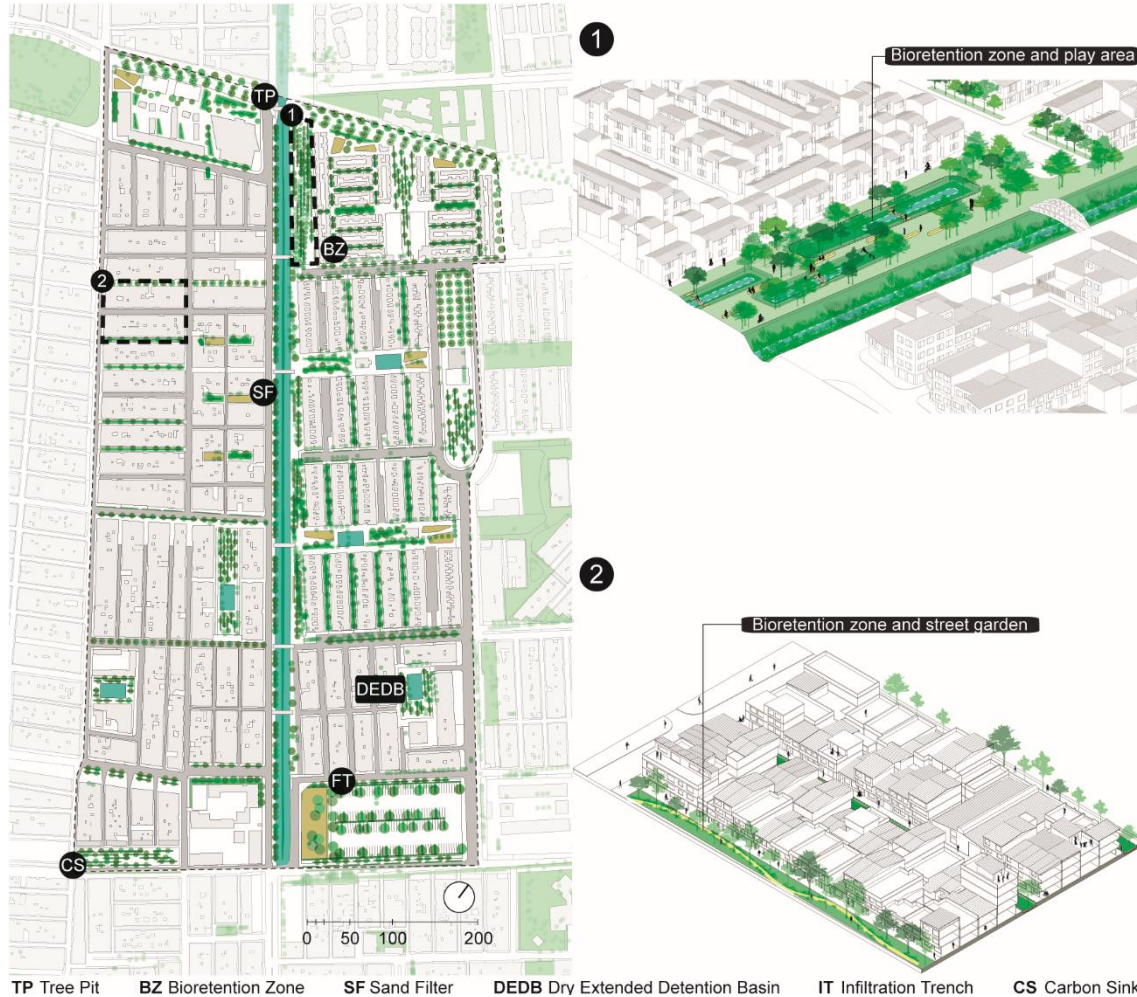 1
Bioretention zone and play area
TP
1
BZ
2
SF
2
Bioretention zone and street garden
DEDB
FT
CS
0 50 100 200
TP Tree Pit BZ Bioretention Zone SF Sand Filter DEDB Dry Extended Detention Basin IT Infiltration Trench CS Carbon Sink